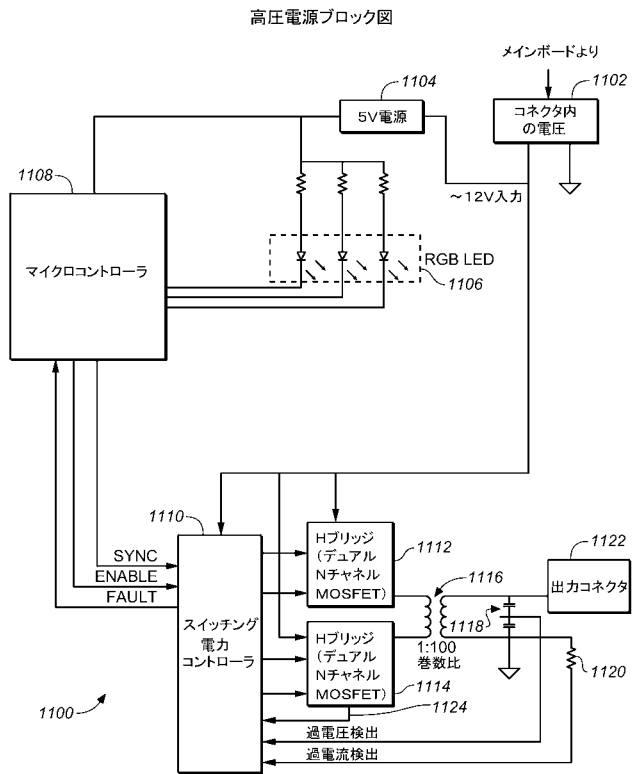 高圧電源ブロック図
メインボードより
1102
コネクタ内
の電圧
1104
5V電源
～12V入力
1108
マイクロコントローラ
RGB LED
1106
1110
SYNC
ENABLE
FAULT
スイッチング
電力
コントローラ
Hブリッジ
(デュアル
Nチャネル
MOSFET)
1112
Hブリッジ
(デュアル
Nチャネル
MOSFET)
1114
1116
1:100
巻数比
1118
1122
出力コネクタ
1120
1124
過電圧検出
過電流検出
1100